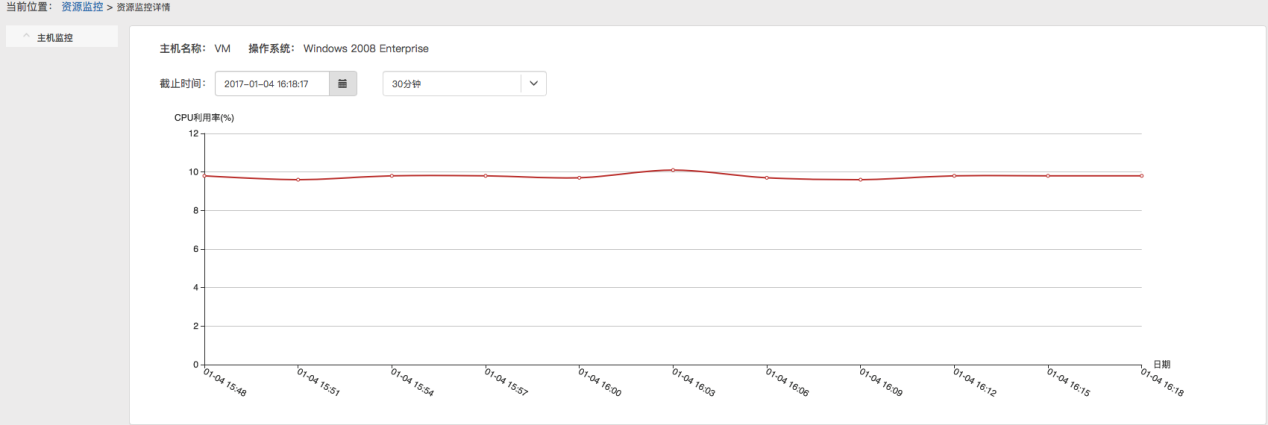 当前位置： 资源监控 > 资源监控详情
主机监控
主机名称： VM 操作系统： Windows 2008 Enterprise
截止时间： 2017-01-04 16:18:17 30分钟
CPU利用率(%)
12
10
8
6
4
2
0
日期
01-04 15:48 01-04 15:51 01-04 15:54 01-04 15:57 01-04 16:00 01-04 16:03 01-04 16:06 01-04 16:09 01-04 16:12 01-04 16:15 01-04 16:18